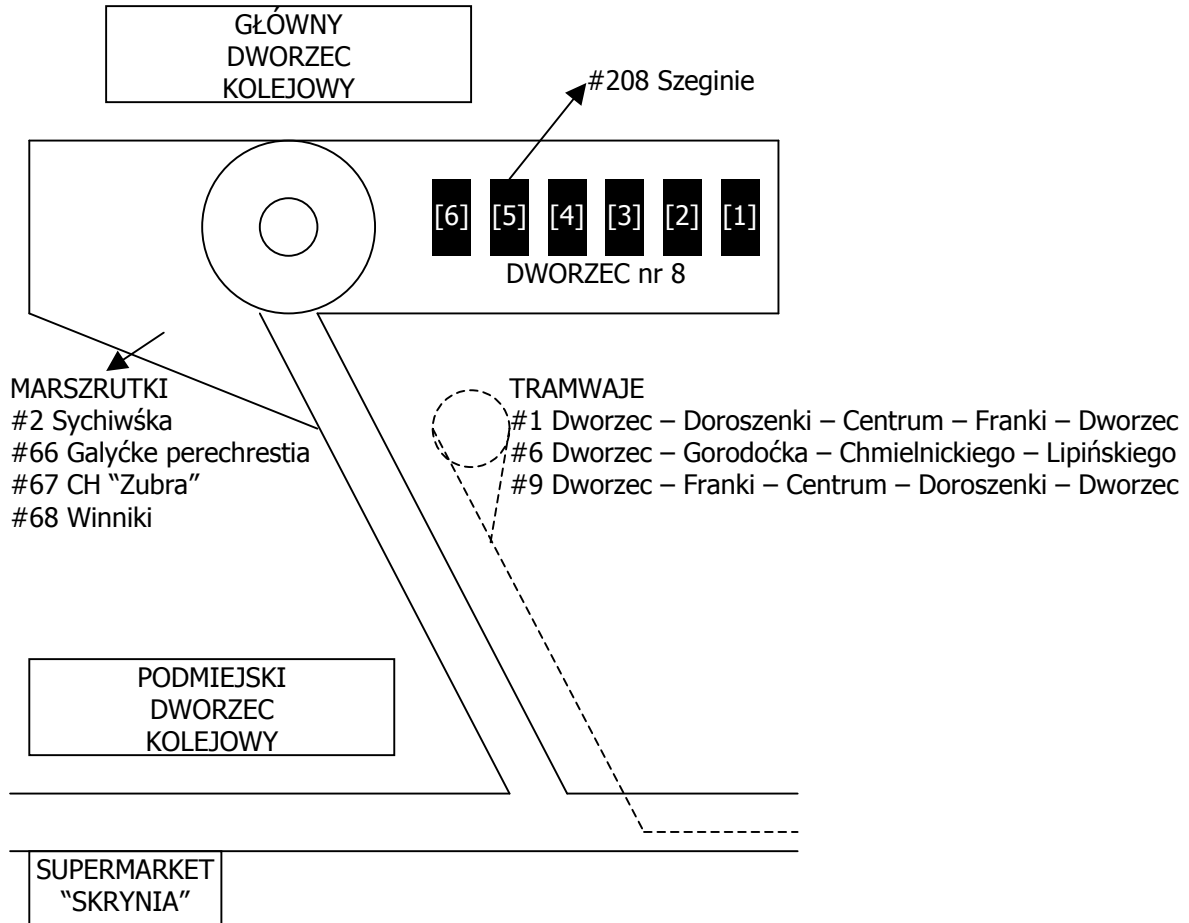 GŁÓWNY
DWORZEC
KOLEJOWY
#208 Szeginie
[6] [5] [4] [3] [2] [1]
DWORZEC nr 8
MARSZRUTKI
#2 Sychiwśka
#66 Galyćke perechrestia
#67 CH “Zubra”
#68 Winniki
TRAMWAJE
#1 Dworzec – Doroszenki – Centrum – Franki – Dworzec
#6 Dworzec – Gorodoćka – Chmielnickiego – Lipińskiego
#9 Dworzec – Franki – Centrum – Doroszenki – Dworzec
PODMIEJSKI
DWORZEC
KOLEJOWY
SUPERMARKET
“SKRYNIA”